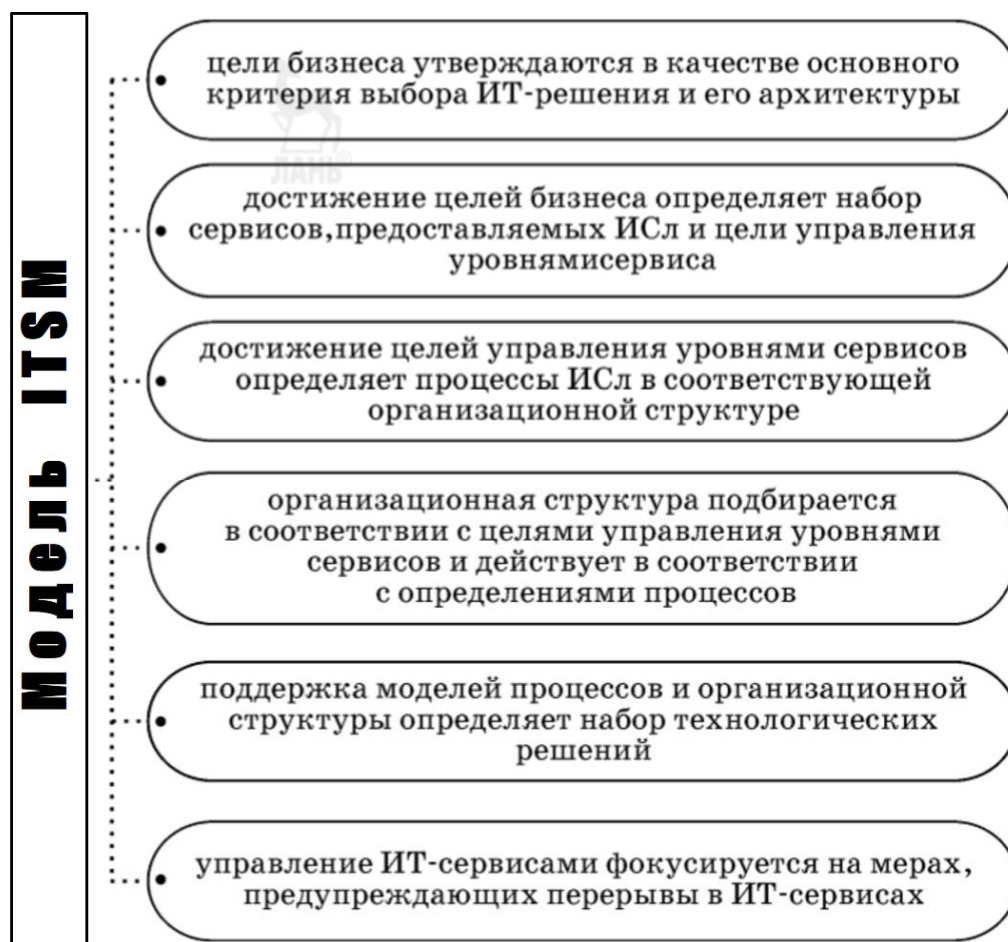 Модель ITSM
цели бизнеса утверждаются в качестве основного
критерия выбора ИТ-решения и его архитектуры
ЛАНЬ®
достижение целей бизнеса определяет набор
сервисов,предоставляемых ИСл и цели управления
уровнямисервиса
достижение целей управления уровнями сервисов
определяет процессы ИСл в соответствующей
организационной структуре
организационная структура подбирается
в соответствии с целями управления уровнями
сервисов и действует в соответствии
с определениями процессов
поддержка моделей процессов и организационной
структуры определяет набор технологических
решений
управление ИТ-сервисами фокусируется на мерах,
предупреждающих перерывы в ИТ-сервисах